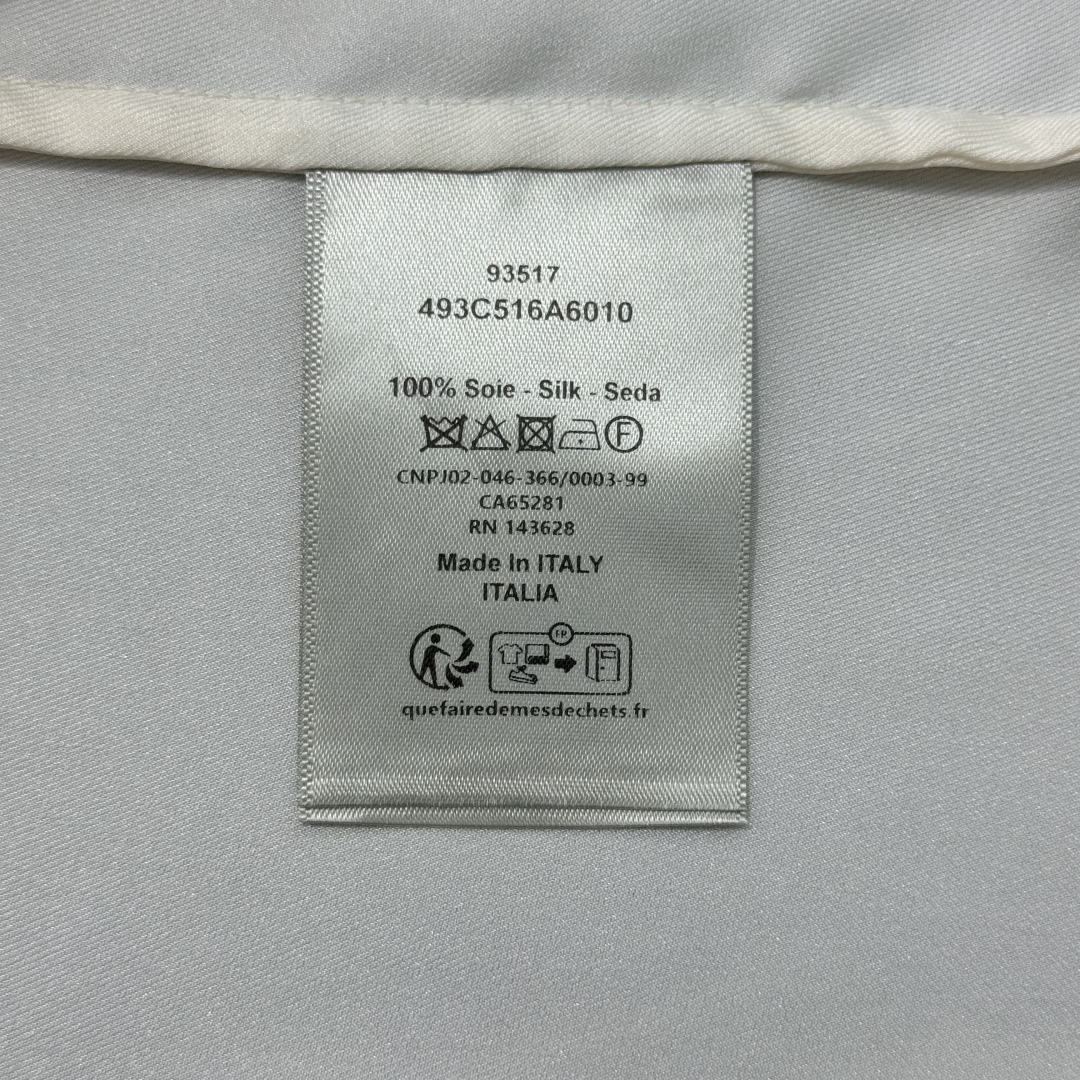 93517
493C516A6010
100% Soie - Silk - Seda
F
CNPJ02-046-366/0003-99
CA65281
RN 143628
Made In ITALY
ITALIA
FR
quefairedemesdechets.fr